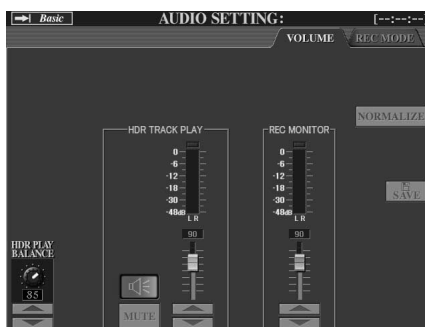 Basic AUDIO SETTING: [--:--:--
VOLUME REC MODE
NORMALIZE
HDR TRACK PLAY REC MONITOR
0 0
-6 -6
-12 -12
-18 -18
-30 -30
-48dB -48dB
L R L R
SAVE
90 90
HDR PLAY
BALANCE
85
MUTE